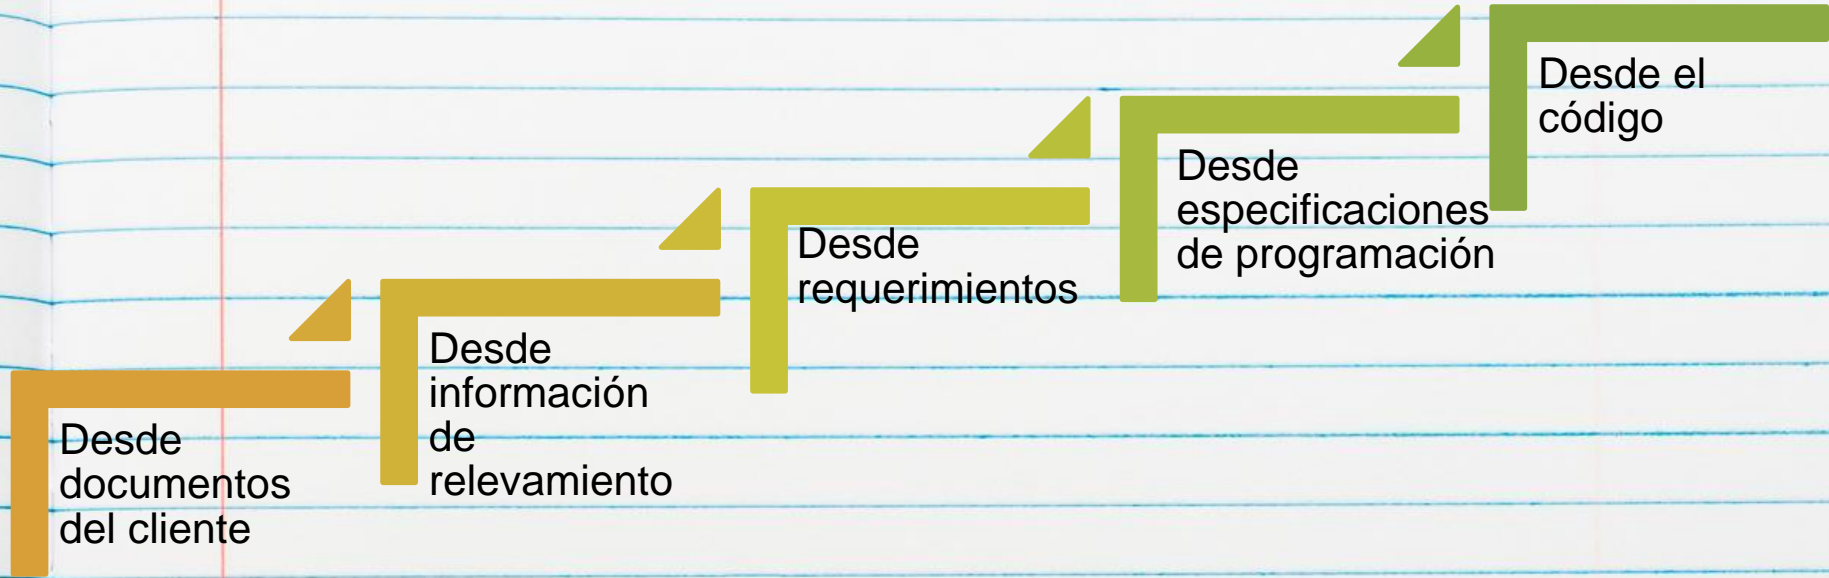 Desde
documentos
del cliente
Desde
información
de
relevamiento
Desde
requerimientos
Desde
especificaciones
de programación
Desde el
código